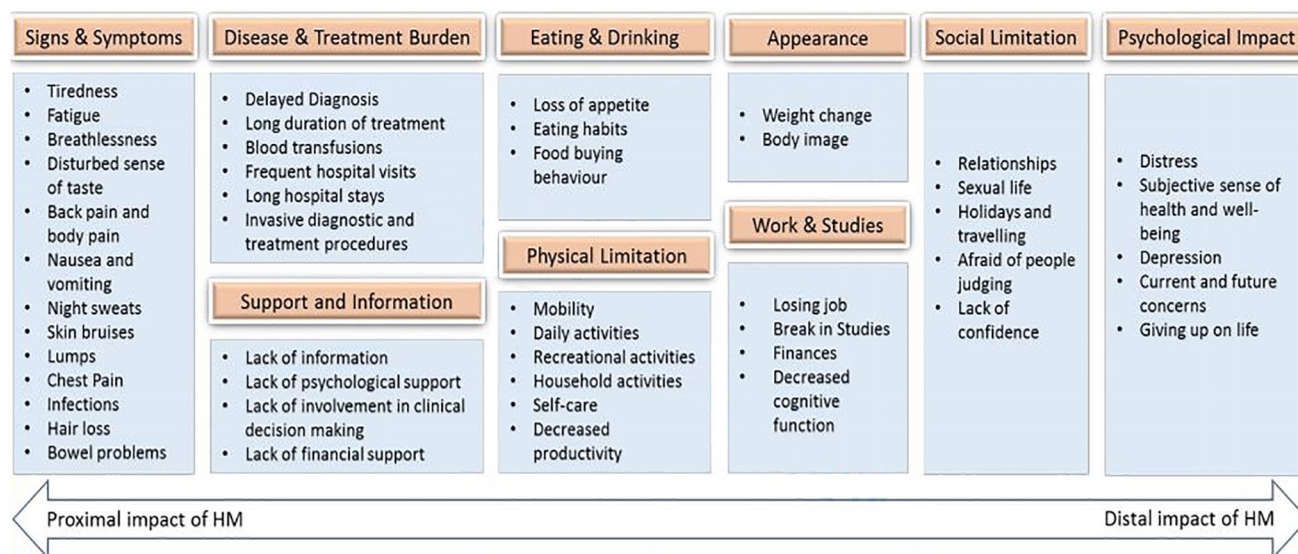 Signs & Symptoms
• Tiredness
• Fatigue
• Breathlessness
• Disturbed sense
of taste
• Back pain and
body pain
• Nausea and
vomiting
• Night sweats
• Skin bruises
• Lumps
• Chest Pain
• Infections
• Hair loss
• Bowel problems
Disease & Treatment Burden
• Delayed Diagnosis
• Long duration of treatment
• Blood transfusions
• Frequent hospital visits
• Long hospital stays
• Invasive diagnostic and
treatment procedures
Support and Information
• Lack of information
• Lack of psychological support
• Lack of involvement in clinical
decision making
• Lack of financial support
Eating & Drinking
• Loss of appetite
• Eating habits
• Food buying
behaviour
Physical Limitation
• Mobility
• Daily activities
• Recreational activities
• Household activities
• Self-care
• Decreased
productivity
Appearance
• Weight change
• Body image
Work & Studies
• Losing job
• Break in Studies
• Finances
• Decreased
cognitive
function
Social Limitation
• Relationships
• Sexual life
• Holidays and
travelling
• Afraid of people
judging
• Lack of
confidence
Psychological Impact
• Distress
• Subjective sense of
health and well-
being
• Depression
• Current and future
concerns
• Giving up on life
Proximal impact of HM
Distal impact of HM